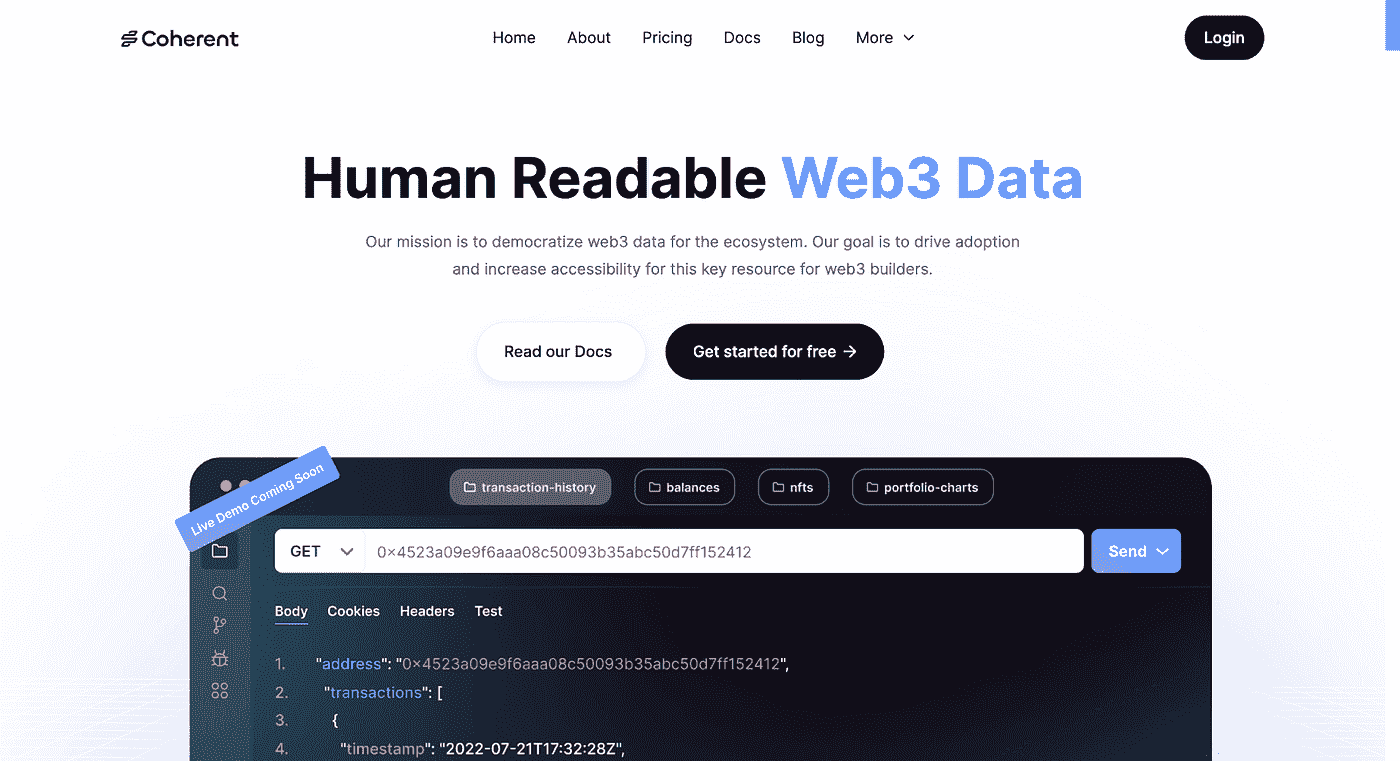 Coherent
Home About Pricing Docs Blog More
Login
Human Readable Web3 Data
Our mission is to democratize web3 data for the ecosystem. Our goal is to drive adoption
and increase accessibility for this key resource for web3 builders.
Read our Docs
Get started for free →
Live Demo Coming Soon
transaction-history balances nfts portfolio-charts
GET 0×4523a09e9f6aaa08c50093b35abc50d7ff152412 Send
Body Cookies Headers Test
1. "address": "0×4523a09e9f6aaa08c50093b35abc50d7ff152412",
2. "transactions": [
3. {
4. "timestamp": "2022-07-21T17:32:28Z",